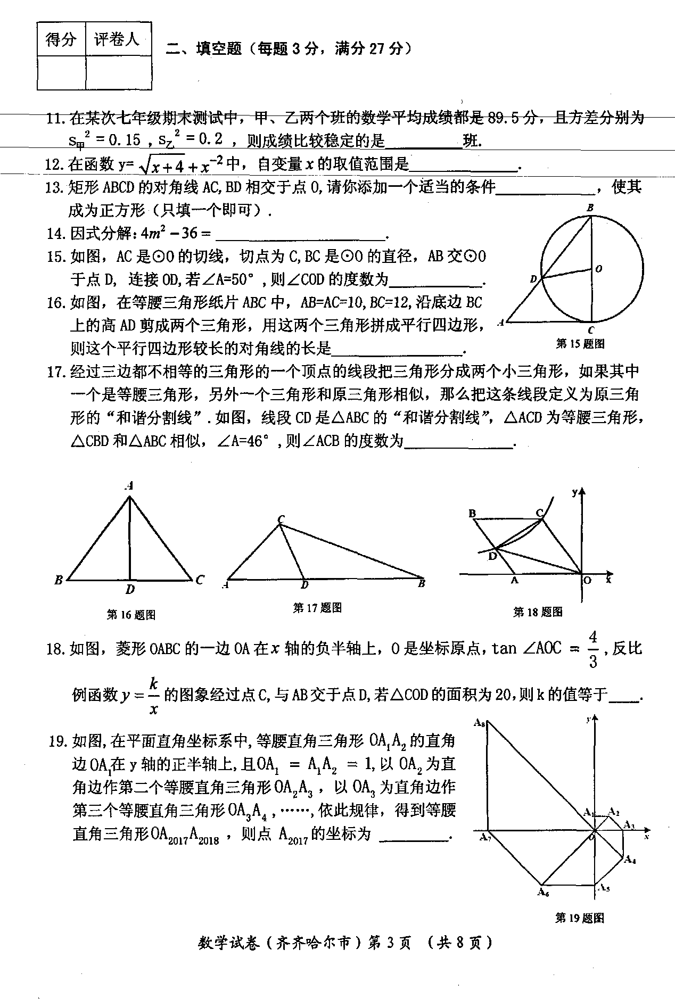 得分 评卷人
二、填空题（每题3分，满分27分）
11.在某次七年级期末测试中，甲、乙两个班的数学平均成绩都是89.5分，且方差分别为
S甲²=0.15，S乙²=0.2，则成绩比较稳定的是________班.
12.在函数y=√(x+4)+x⁻²中，自变量x的取值范围是____________.
13.矩形ABCD的对角线AC,BD相交于点O,请你添加一个适当的条件____________，使其
成为正方形（只填一个即可）.
14.因式分解:4m²-36=____________.
15.如图，AC是⊙O的切线，切点为C,BC是⊙O的直径，AB交⊙O
于点D, 连接OD,若∠A=50°,则∠COD的度数为____________.
16.如图，在等腰三角形纸片ABC中，AB=AC=10,BC=12,沿底边BC
上的高AD剪成两个三角形，用这两个三角形拼成平行四边形，
则这个平行四边形较长的对角线的长是____________.
B
O
D
A
C
第15题图
17.经过三边都不相等的三角形的一个顶点的线段把三角形分成两个小三角形，如果其中
一个是等腰三角形，另外一个三角形和原三角形相似，那么把这条线段定义为原三角
形的“和谐分割线”.如图，线段CD是△ABC的“和谐分割线”，△ACD为等腰三角形，
△CBD和△ABC相似，∠A=46°,则∠ACB的度数为____________.
A
B D C
第16题图
C
A D B
第17题图
y
B C
D
A O x
第18题图
18.如图，菱形OABC的一边OA在x轴的负半轴上，O是坐标原点，tan∠AOC=4/3,反比
例函数y=k/x的图象经过点C,与AB交于点D,若△COD的面积为20,则k的值等于____.
19.如图,在平面直角坐标系中,等腰直角三角形OA₁A₂的直角
边OA₁在y轴的正半轴上,且OA₁=A₁A₂=1,以OA₂为直
角边作第二个等腰直角三角形OA₂A₃，以OA₃为直角边作
第三个等腰直角三角形OA₃A₄,……,依此规律，得到等腰
直角三角形OA₂₀₁₇A₂₀₁₈，则点A₂₀₁₇的坐标为________.
A₈ y
A₁ A₂
A₃
A₇ O x
A₄
A₆ A₅
第19题图
数学试卷（齐齐哈尔市）第3页 （共8页）